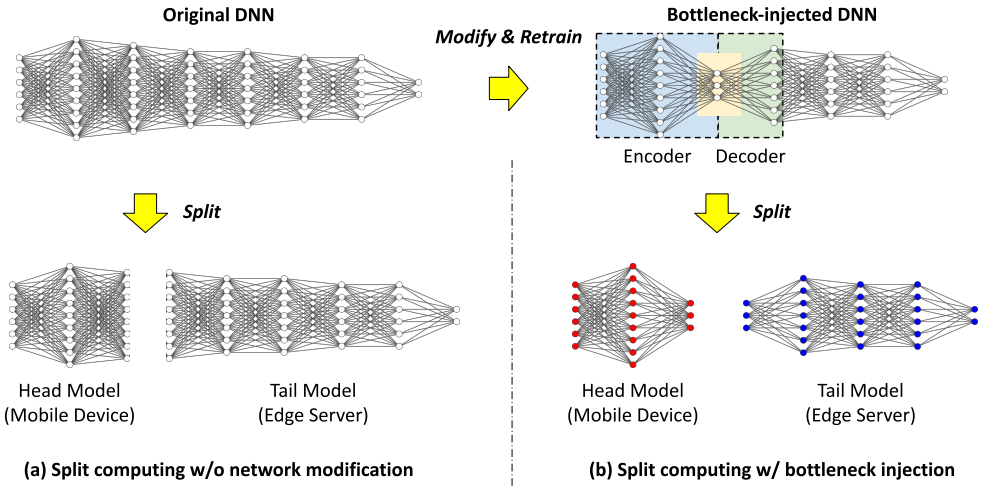 Original DNN
Modify & Retrain
Bottleneck-injected DNN
Encoder
Decoder
Split
Split
Head Model
(Mobile Device)
Tail Model
(Edge Server)
Head Model
(Mobile Device)
Tail Model
(Edge Server)
(a) Split computing w/o network modification
(b) Split computing w/ bottleneck injection